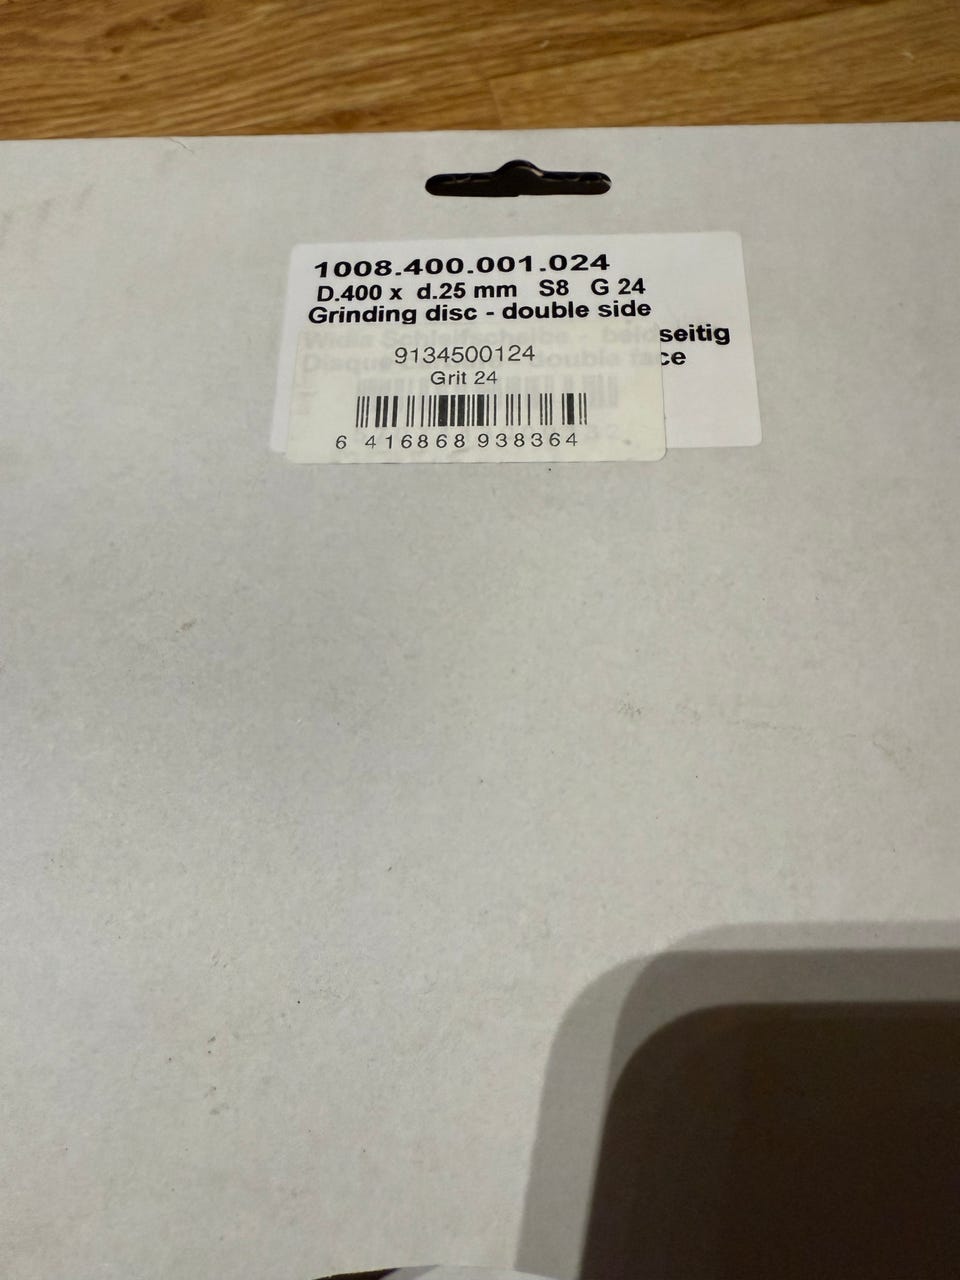 1008.400.001.024
D.400 x d.25 mm S8 G 24
Grinding disc - double side
seitig
9134500124
Grit 24
6 416868 938364